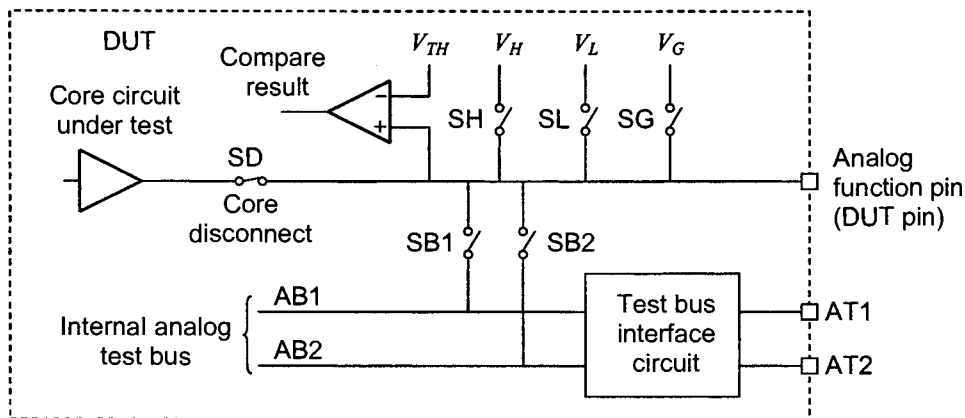 DUT
Core circuit
under test
Compare
result
V_TH
V_H
V_L
V_G
−
+
SH
SL
SG
SD
Core
disconnect
Analog
function pin
(DUT pin)
SB1
SB2
Internal analog
test bus
AB1
AB2
Test bus
interface
circuit
AT1
AT2